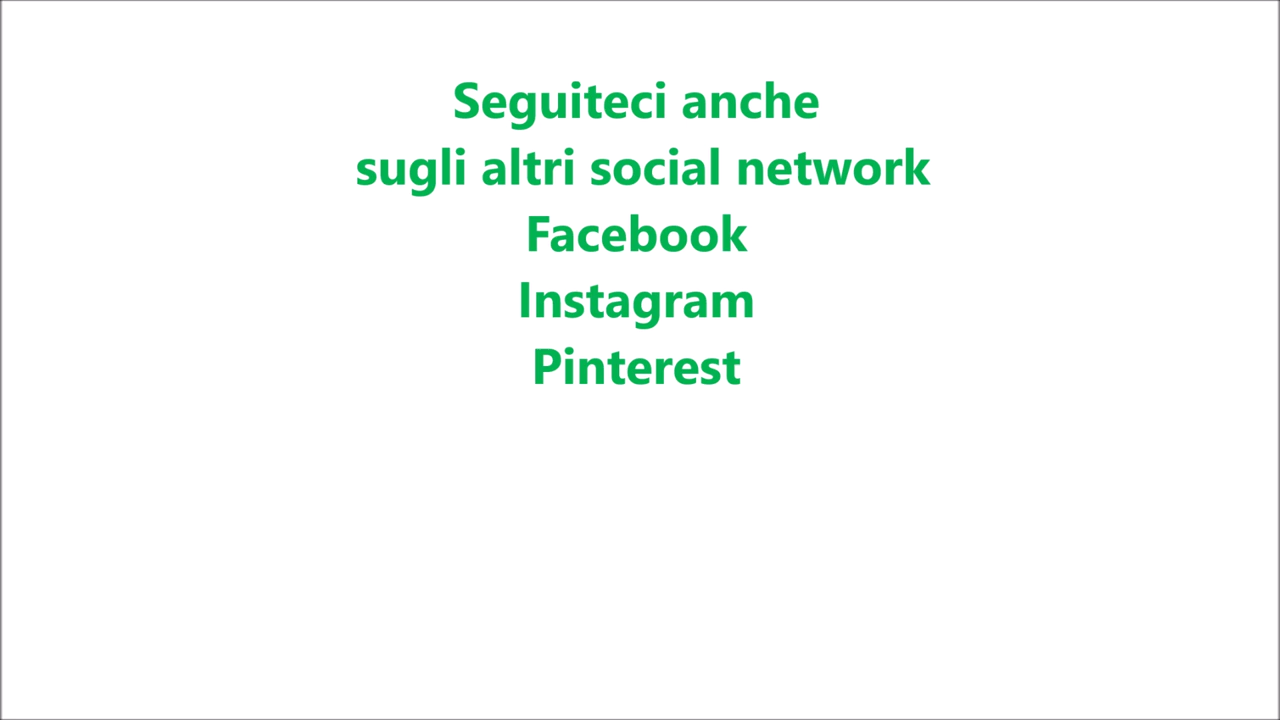 Seguiteci anche
sugli altri social network
Facebook
Instagram
Pinterest